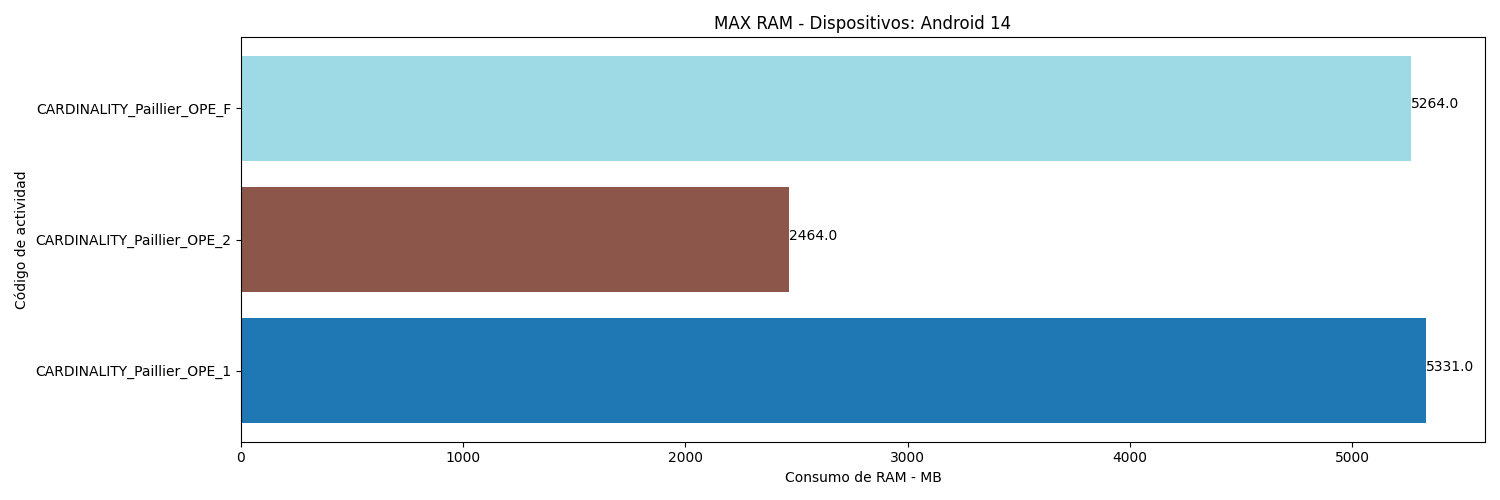 MAX RAM - Dispositivos: Android 14
Código de actividad
CARDINALITY_Paillier_OPE_F
5264.0
CARDINALITY_Paillier_OPE_2
2464.0
CARDINALITY_Paillier_OPE_1
5331.0
0 1000 2000 3000 4000 5000
Consumo de RAM - MB